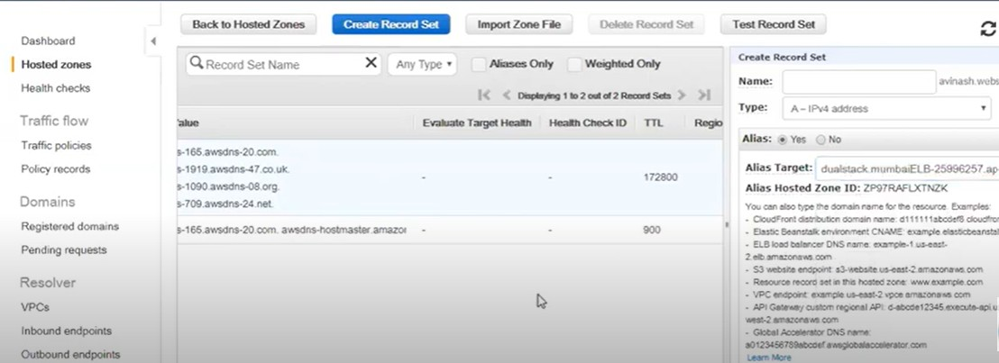 Dashboard
Hosted zones
Health checks
Traffic flow
Traffic policies
Policy records
Domains
Registered domains
Pending requests
Resolver
VPCs
Inbound endpoints
Outbound endpoints
Back to Hosted Zones Create Record Set Import Zone File Delete Record Set Test Record Set
Record Set Name Any Type Aliases Only Weighted Only
Displaying 1 to 2 out of 2 Record Sets
alue Evaluate Target Health Health Check ID TTL Regio
s-165.awsdns-20.com.
s-1919.awsdns-47.co.uk.
s-1090.awsdns-08.org.
s-709.awsdns-24.net.
- - 172800
s-165.awsdns-20.com. awsdns-hostmaster.amazor - - 900
Create Record Set
Name: avinash.webs
Type: A – IPv4 address
Alias: Yes No
Alias Target: dualstack.mumbaiELB-25996257.ap-
Alias Hosted Zone ID: ZP97RAFLXTNZK
You can also type the domain name for the resource. Examples:
- CloudFront distribution domain name: d111111abcdef8.cloudfror
- Elastic Beanstalk environment CNAME: example.elasticbeanstal
- ELB load balancer DNS name: example-1.us-east-
2.elb.amazonaws.com
- S3 website endpoint: s3-website.us-east-2.amazonaws.com
- Resource record set in this hosted zone: www.example.com
- VPC endpoint: example.us-east-2.vpce.amazonaws.com
- API Gateway custom regional API: d-abcde12345.execute-api.u
west-2.amazonaws.com
- Global Accelerator DNS name:
a0123456789abcdef.awsglobalaccelerator.com
Learn More